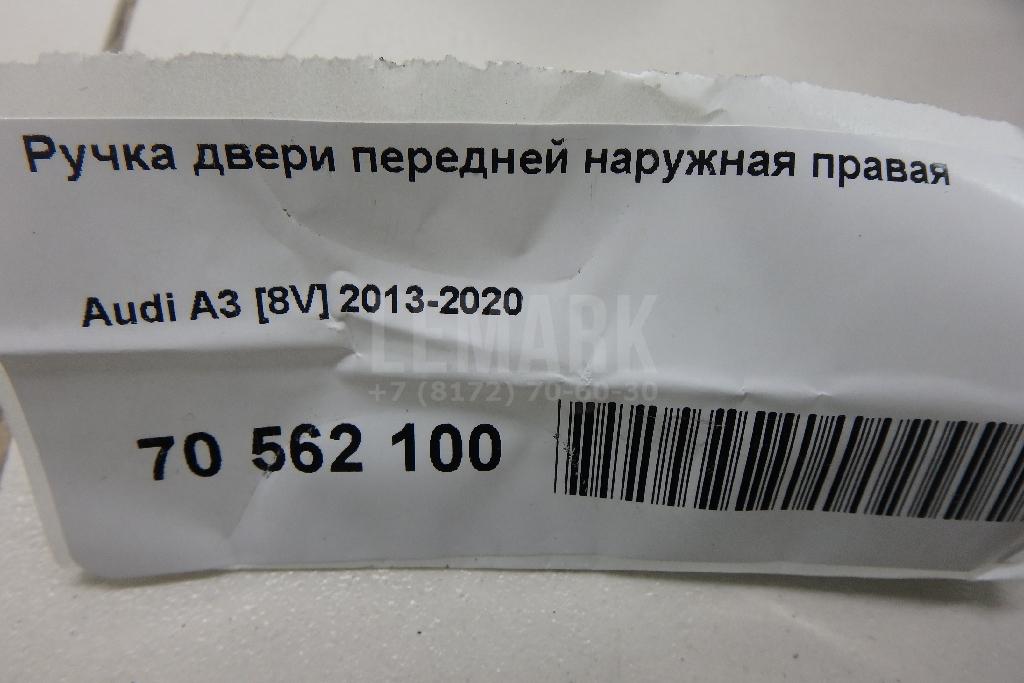 Ручка двери передней наружная правая
Audi A3 [8V] 2013-2020
LEMARK
+7 (8172) 70-60-30
70 562 100